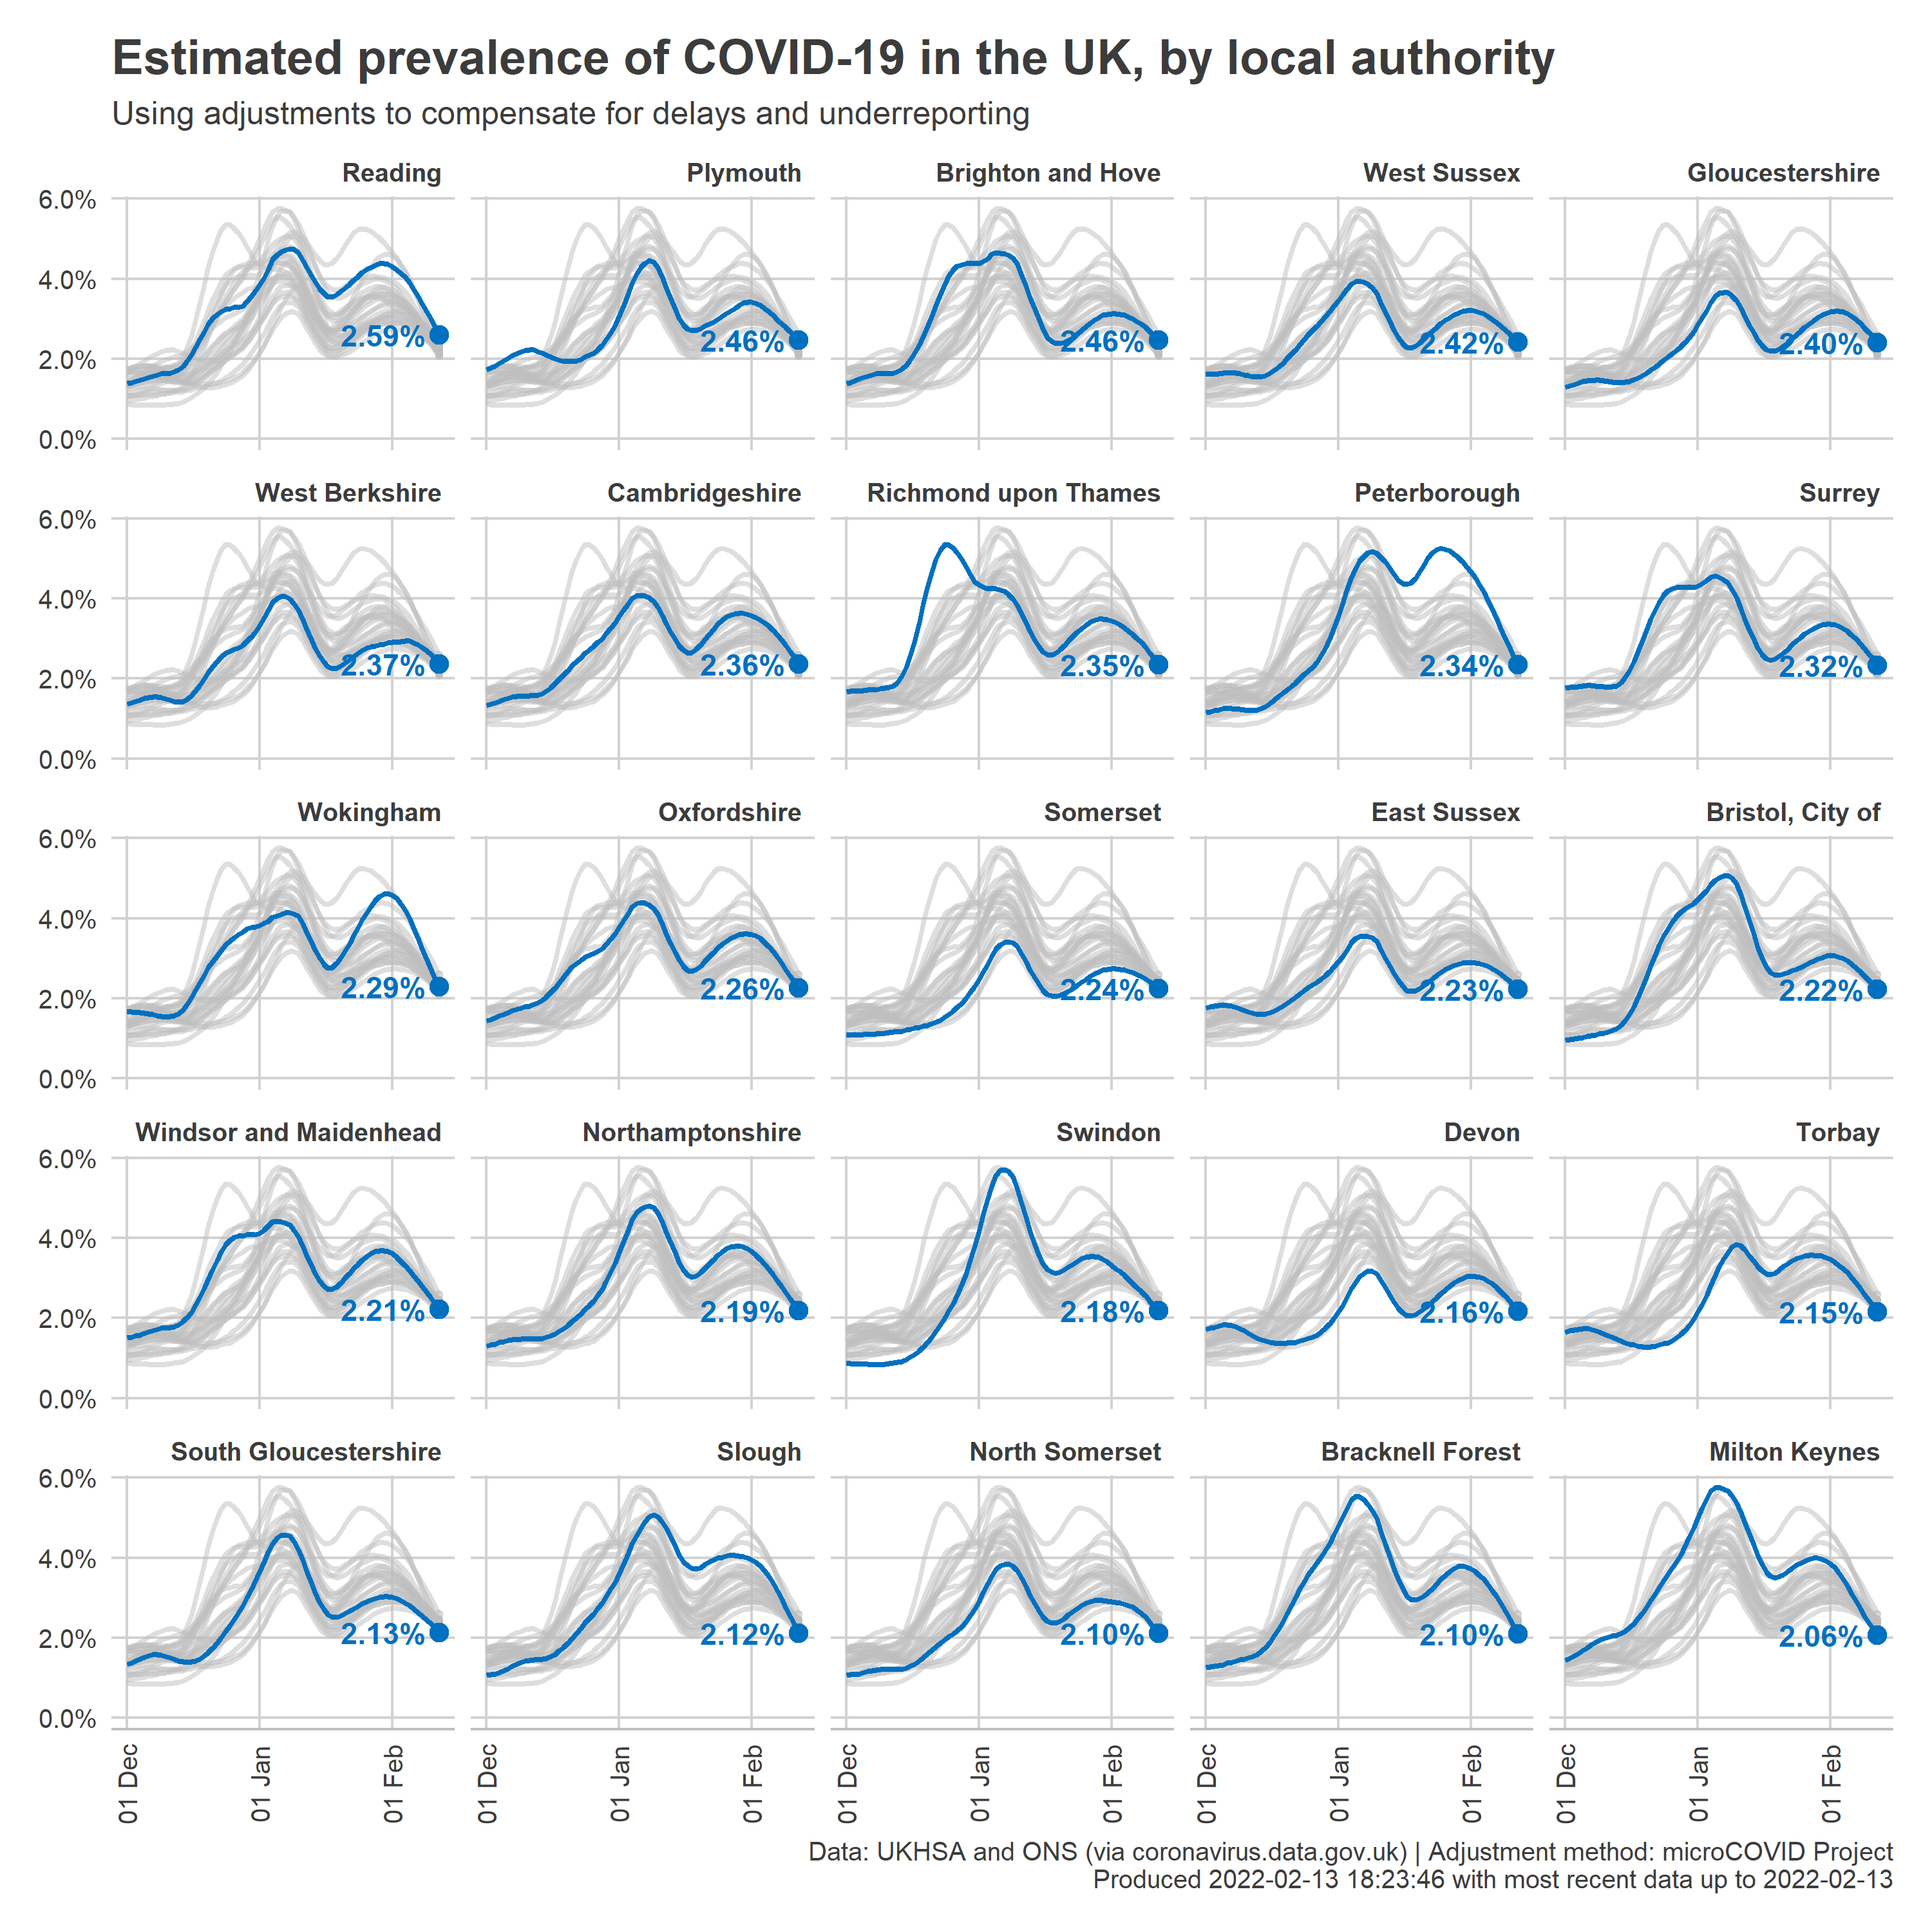 Estimated prevalence of COVID-19 in the UK, by local authority
Using adjustments to compensate for delays and underreporting
Reading
Plymouth
Brighton and Hove
West Sussex
Gloucestershire
6.0%
4.0%
2.0%
0.0%
2.59%
2.46%
2.46%
2.42%
2.40%
West Berkshire
Cambridgeshire
Richmond upon Thames
Peterborough
Surrey
6.0%
4.0%
2.0%
0.0%
2.37%
2.36%
2.35%
2.34%
2.32%
Wokingham
Oxfordshire
Somerset
East Sussex
Bristol, City of
6.0%
4.0%
2.0%
0.0%
2.29%
2.26%
2.24%
2.23%
2.22%
Windsor and Maidenhead
Northamptonshire
Swindon
Devon
Torbay
6.0%
4.0%
2.0%
0.0%
2.21%
2.19%
2.18%
2.16%
2.15%
South Gloucestershire
Slough
North Somerset
Bracknell Forest
Milton Keynes
6.0%
4.0%
2.0%
0.0%
2.13%
2.12%
2.10%
2.10%
2.06%
01 Dec
01 Jan
01 Feb
01 Dec
01 Jan
01 Feb
01 Dec
01 Jan
01 Feb
01 Dec
01 Jan
01 Feb
01 Dec
01 Jan
01 Feb
Data: UKHSA and ONS (via coronavirus.data.gov.uk) | Adjustment method: microCOVID Project
Produced 2022-02-13 18:23:46 with most recent data up to 2022-02-13